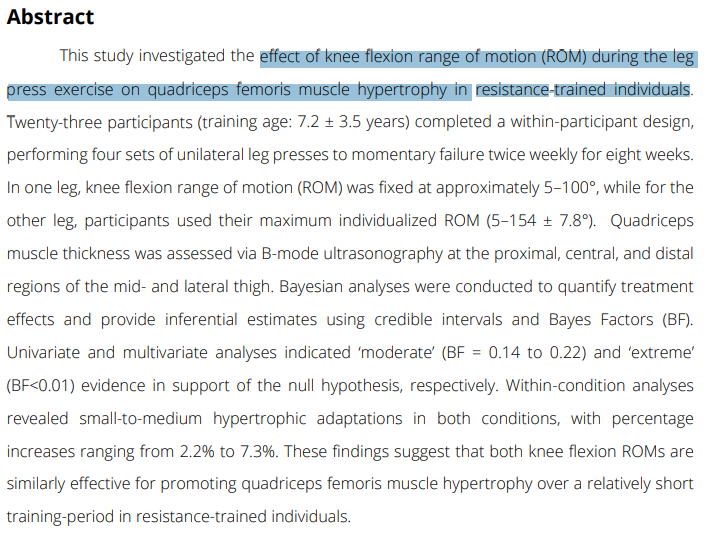 Abstract
This study investigated the effect of knee flexion range of motion (ROM) during the leg
press exercise on quadriceps femoris muscle hypertrophy in resistance-trained individuals.
Twenty-three participants (training age: 7.2 ± 3.5 years) completed a within-participant design,
performing four sets of unilateral leg presses to momentary failure twice weekly for eight weeks.
In one leg, knee flexion range of motion (ROM) was fixed at approximately 5–100°, while for the
other leg, participants used their maximum individualized ROM (5–154 ± 7.8°). Quadriceps
muscle thickness was assessed via B-mode ultrasonography at the proximal, central, and distal
regions of the mid- and lateral thigh. Bayesian analyses were conducted to quantify treatment
effects and provide inferential estimates using credible intervals and Bayes Factors (BF).
Univariate and multivariate analyses indicated ‘moderate’ (BF = 0.14 to 0.22) and ‘extreme’
(BF<0.01) evidence in support of the null hypothesis, respectively. Within-condition analyses
revealed small-to-medium hypertrophic adaptations in both conditions, with percentage
increases ranging from 2.2% to 7.3%. These findings suggest that both knee flexion ROMs are
similarly effective for promoting quadriceps femoris muscle hypertrophy over a relatively short
training-period in resistance-trained individuals.